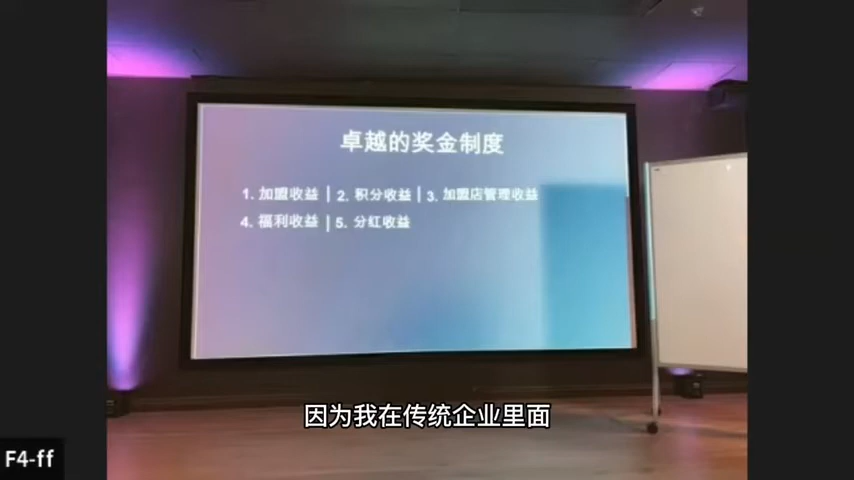 卓越的奖金制度
1. 加盟收益 | 2. 积分收益 | 3. 加盟店管理收益
4. 福利收益 | 5. 分红收益
因为我在传统企业里面
F4-ff